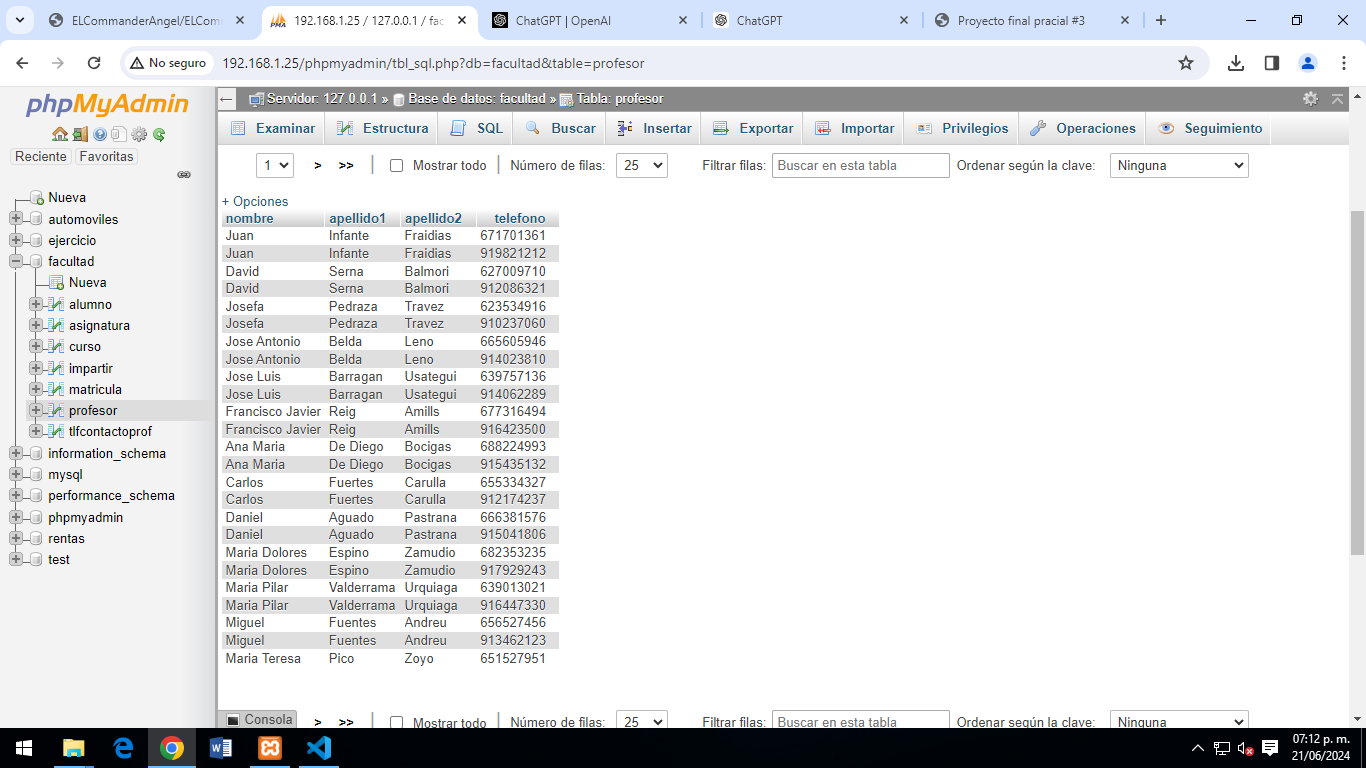 ELCommanderAngel/ELCom
192.168.1.25 / 127.0.0.1 / fac
ChatGPT | OpenAI
ChatGPT
Proyecto final pracial #3
No seguro
192.168.1.25/phpmyadmin/tbl_sql.php?db=facultad&table=profesor
phpMyAdmin
Reciente
Favoritas
Nueva
automoviles
ejercicio
facultad
Nueva
alumno
asignatura
curso
impartir
matricula
profesor
tlfcontactoprof
information_schema
mysql
performance_schema
phpmyadmin
rentas
test
Servidor: 127.0.0.1 » Base de datos: facultad » Tabla: profesor
Examinar Estructura SQL Buscar Insertar Exportar Importar Privilegios Operaciones Seguimiento
1 > >> | Mostrar todo | Número de filas: 25 Filtrar filas: Buscar en esta tabla Ordenar según la clave: Ninguna
+ Opciones
nombre apellido1 apellido2 telefono
Juan Infante Fraidias 671701361
Juan Infante Fraidias 919821212
David Serna Balmori 627009710
David Serna Balmori 912086321
Josefa Pedraza Travez 623534916
Josefa Pedraza Travez 910237060
Jose Antonio Belda Leno 665605946
Jose Antonio Belda Leno 914023810
Jose Luis Barragan Usategui 639757136
Jose Luis Barragan Usategui 914062289
Francisco Javier Reig Amills 677316494
Francisco Javier Reig Amills 916423500
Ana Maria De Diego Bocigas 688224993
Ana Maria De Diego Bocigas 915435132
Carlos Fuertes Carulla 655334327
Carlos Fuertes Carulla 912174237
Daniel Aguado Pastrana 666381576
Daniel Aguado Pastrana 915041806
Maria Dolores Espino Zamudio 682353235
Maria Dolores Espino Zamudio 917929243
Maria Pilar Valderrama Urquiaga 639013021
Maria Pilar Valderrama Urquiaga 916447330
Miguel Fuentes Andreu 656527456
Miguel Fuentes Andreu 913462123
Maria Teresa Pico Zoyo 651527951
Consola > >> | Mostrar todo | Número de filas: 25 Filtrar filas: Buscar en esta tabla Ordenar según la clave: Ninguna
07:12 p. m.
21/06/2024